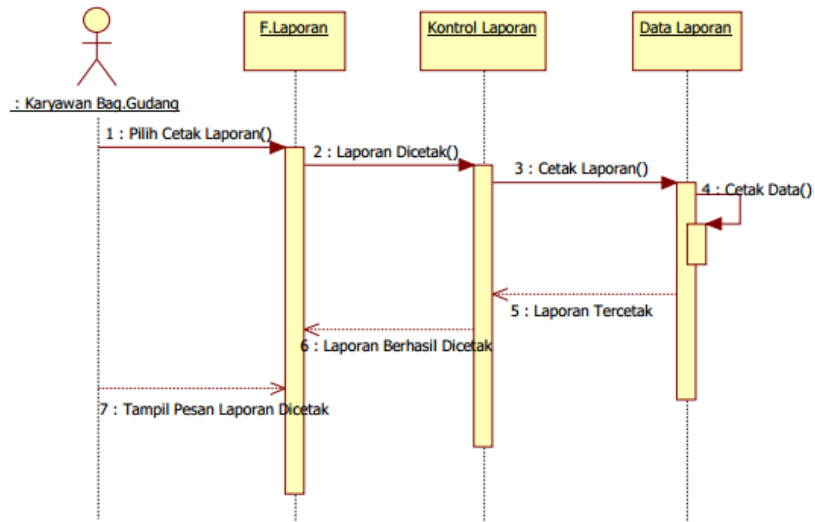 F.Laporan
Kontrol Laporan
Data Laporan
: Karyawan Bag.Gudang
1 : Pilih Cetak Laporan()
2 : Laporan Dicetak()
3 : Cetak Laporan()
4 : Cetak Data()
5 : Laporan Tercetak
6 : Laporan Berhasil Dicetak
7 : Tampil Pesan Laporan Dicetak